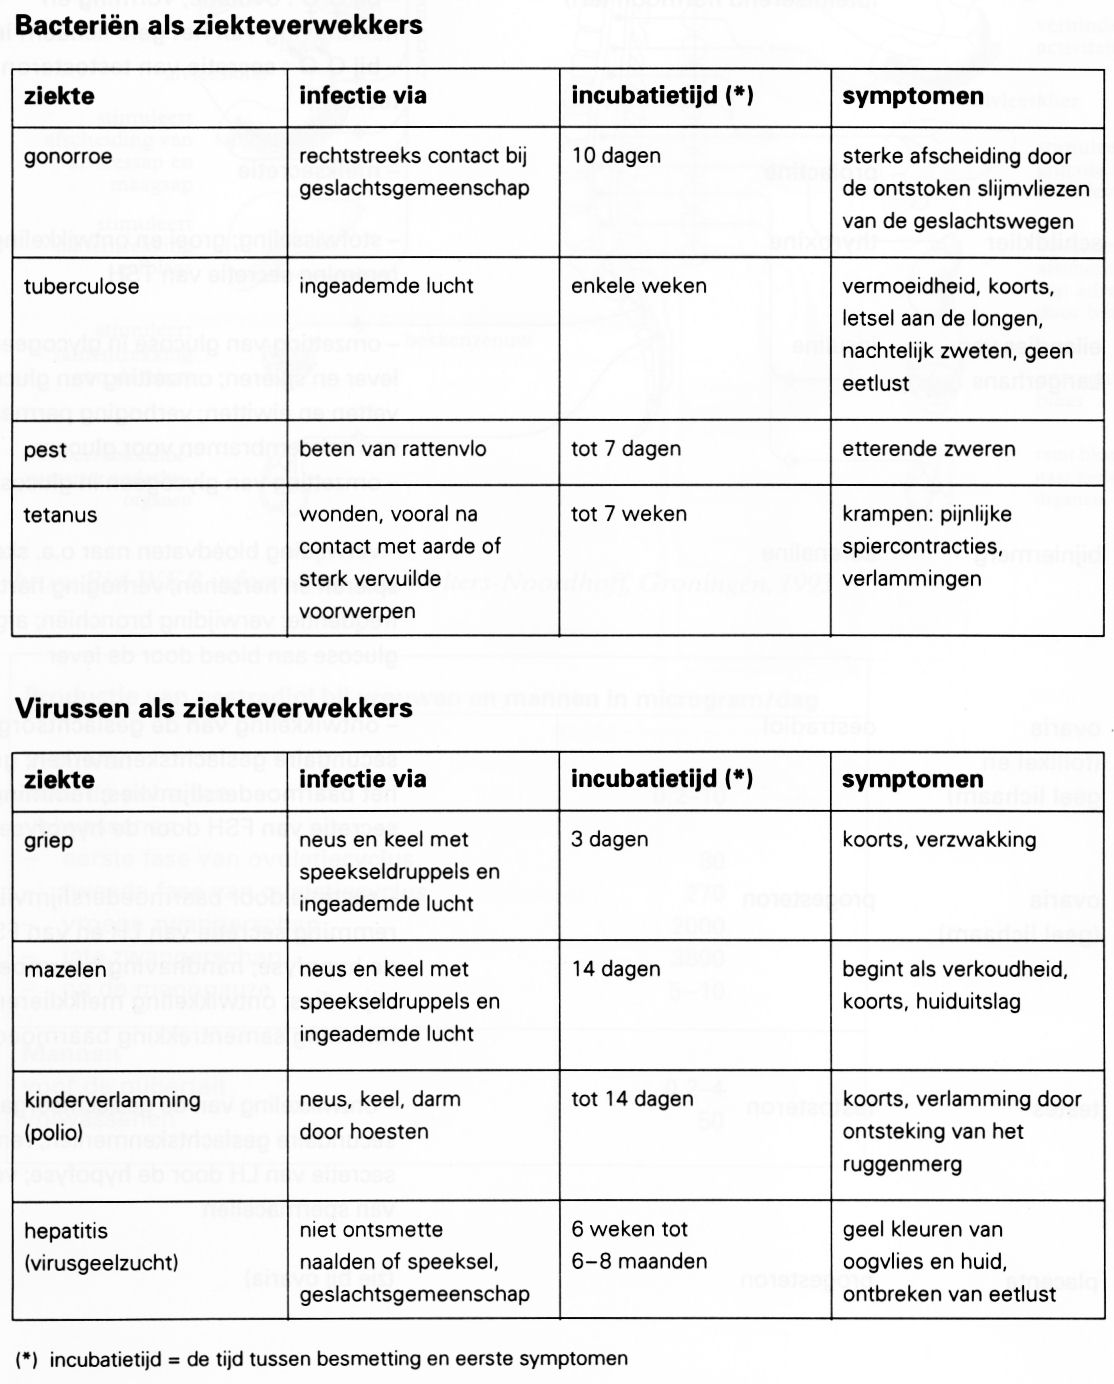 Bacteriën als ziekteverwekkers
ziekte infectie via incubatietijd (*) symptomen
gonorroe rechtstreeks contact bij 10 dagen sterke afscheiding door
geslachtsgemeenschap de ontstoken slijmvliezen
van de geslachtswegen
tuberculose ingeademde lucht enkele weken vermoeidheid, koorts,
letsel aan de longen,
nachtelijk zweten, geen
eetlust
pest beten van rattenvlo tot 7 dagen etterende zweren
tetanus wonden, vooral na tot 7 weken krampen: pijnlijke
contact met aarde of spiercontracties,
sterk vervuilde verlammingen
voorwerpen
Virussen als ziekteverwekkers
ziekte infectie via incubatietijd (*) symptomen
griep neus en keel met 3 dagen koorts, verzwakking
speekseldruppels en
ingeademde lucht
mazelen neus en keel met 14 dagen begint als verkoudheid,
speekseldruppels en koorts, huiduitslag
ingeademde lucht
kinderverlamming neus, keel, darm tot 14 dagen koorts, verlamming door
(polio) door hoesten ontsteking van het
ruggenmerg
hepatitis niet ontsmette 6 weken tot geel kleuren van
(virusgeelzucht) naalden of speeksel, 6–8 maanden oogvlies en huid,
geslachtsgemeenschap ontbreken van eetlust
(*) incubatietijd = de tijd tussen besmetting en eerste symptomen